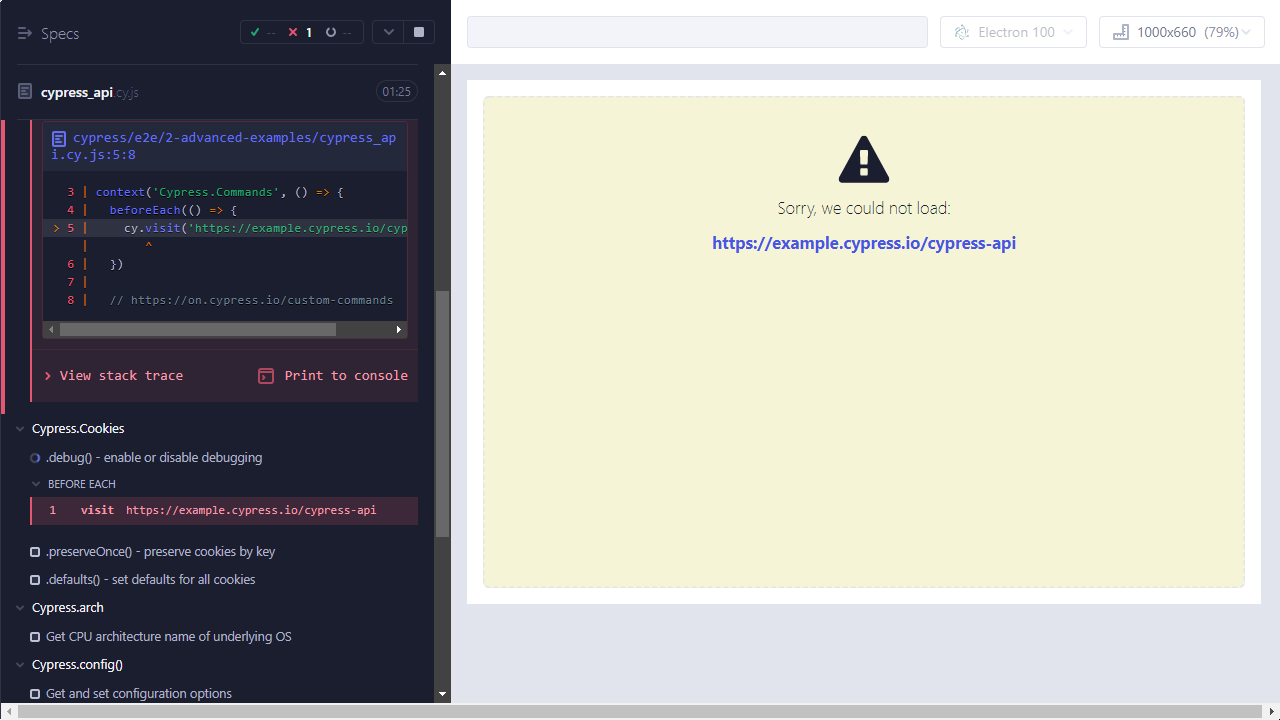 Specs
--
1
--
Electron 100
1000x660 (79%)
cypress_api.cy.js
01:25
cypress/e2e/2-advanced-examples/cypress_ap
i.cy.js:5:8
3 | context('Cypress.Commands', () => {
4 | beforeEach(() => {
> 5 | cy.visit('https://example.cypress.io/cyp
| ^
6 | })
7 |
8 | // https://on.cypress.io/custom-commands
View stack trace
Print to console
Cypress.Cookies
.debug() - enable or disable debugging
BEFORE EACH
1 visit https://example.cypress.io/cypress-api
.preserveOnce() - preserve cookies by key
.defaults() - set defaults for all cookies
Cypress.arch
Get CPU architecture name of underlying OS
Cypress.config()
Get and set configuration options
Sorry, we could not load:
https://example.cypress.io/cypress-api